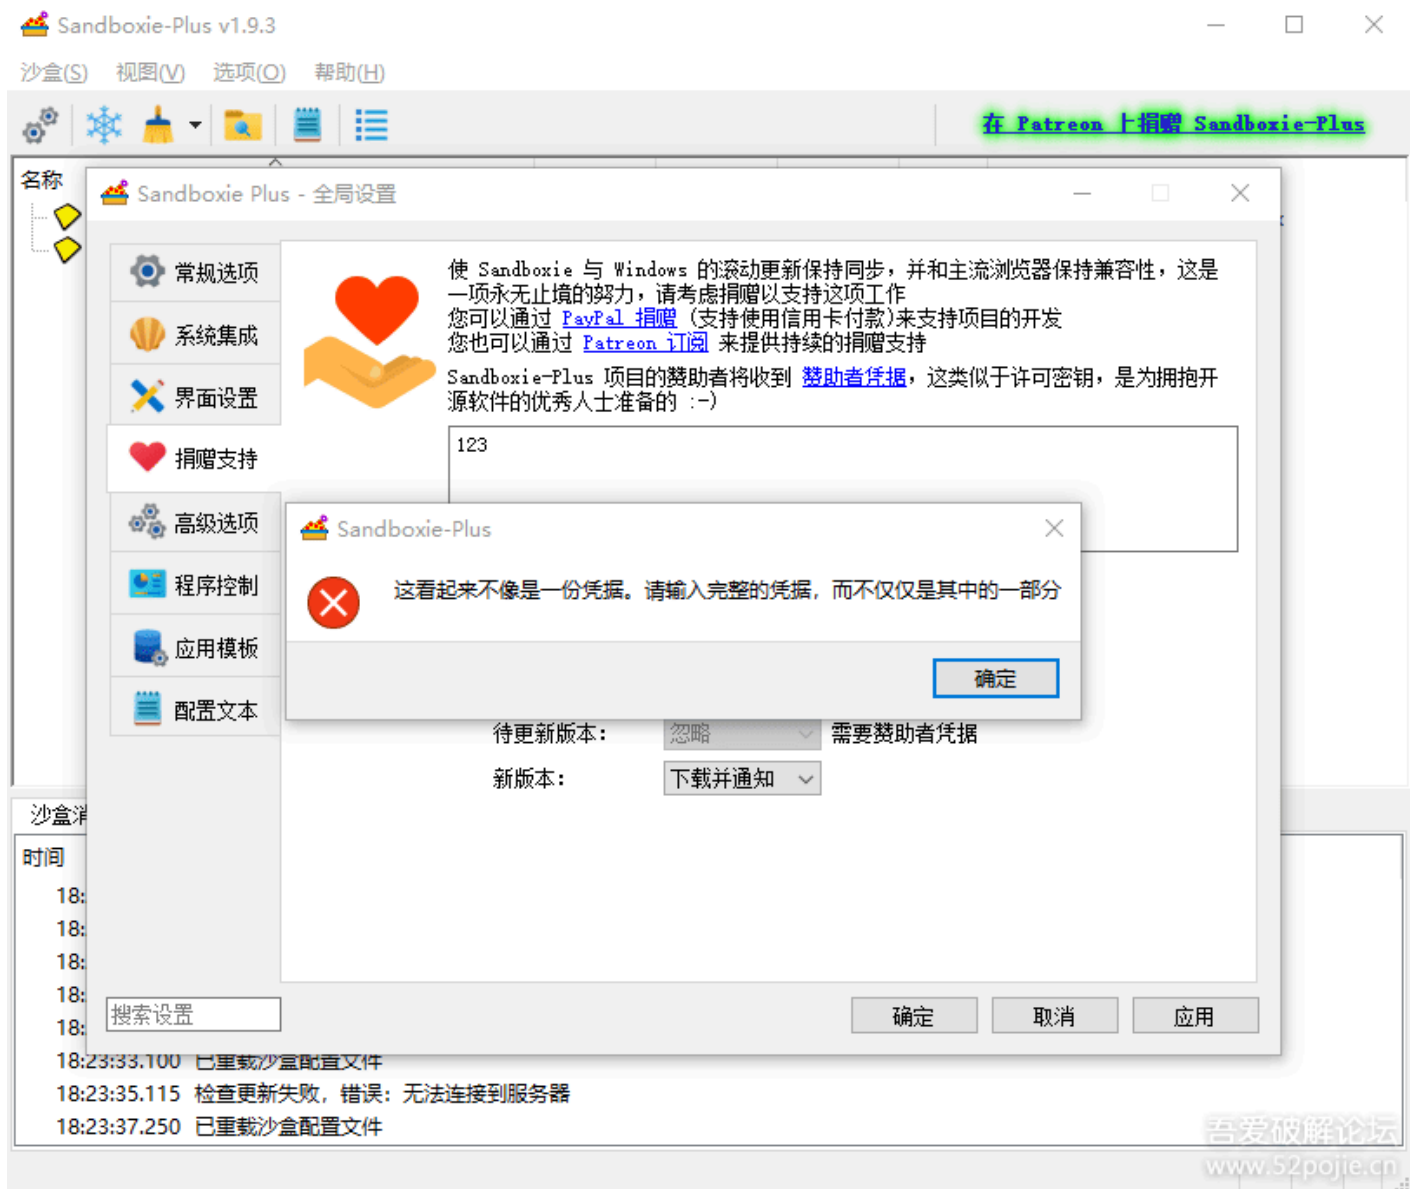 Sandboxie-Plus v1.9.3
沙盒(S) 视图(V) 选项(O) 帮助(H)
在 Patreon 上捐赠 Sandboxie-Plus
名称
Sandboxie Plus - 全局设置
常规选项
系统集成
界面设置
捐赠支持
高级选项
程序控制
应用模板
配置文本
使 Sandboxie 与 Windows 的滚动更新保持同步，并和主流浏览器保持兼容性，这是
一项永无止境的努力，请考虑捐赠以支持这项工作
您可以通过 PayPal 捐赠 (支持使用信用卡付款)来支持项目的开发
您也可以通过 Patreon 订阅 来提供持续的捐赠支持
Sandboxie-Plus 项目的赞助者将收到 赞助者凭据，这类似于许可密钥，是为拥抱开
源软件的优秀人士准备的 :-)
123
Sandboxie-Plus
这看起来不像是一份凭据。请输入完整的凭据，而不仅仅是其中的一部分
确定
待更新版本： 忽略 需要赞助者凭据
新版本： 下载并通知
搜索设置
确定 取消 应用
沙盒消
时间
18:
18:
18:
18:
18:
18:23:33.100 已重载沙盒配置文件
18:23:35.115 检查更新失败，错误：无法连接到服务器
18:23:37.250 已重载沙盒配置文件
吾爱破解论坛
www.52pojie.cn